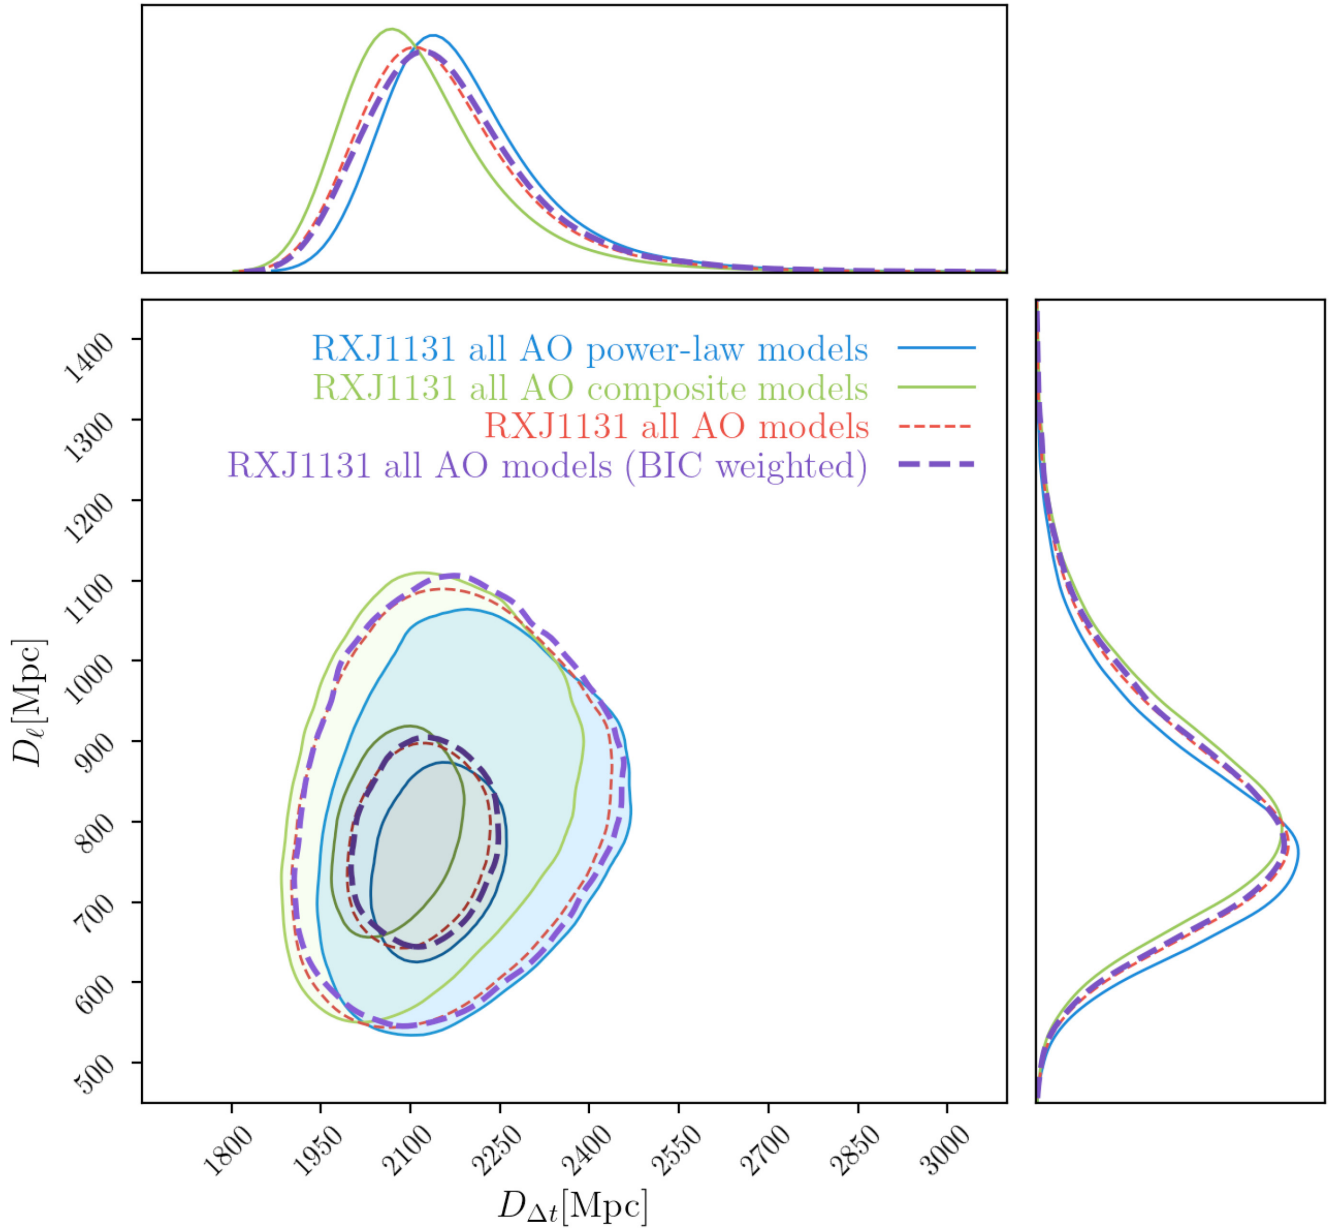 RXJ1131 all AO power-law models
RXJ1131 all AO composite models
RXJ1131 all AO models
RXJ1131 all AO models (BIC weighted)
1400
1300
1200
1100
1000
900
800
700
600
500
D_ℓ[Mpc]
1800 1950 2100 2250 2400 2550 2700 2850 3000
D_Δt[Mpc]